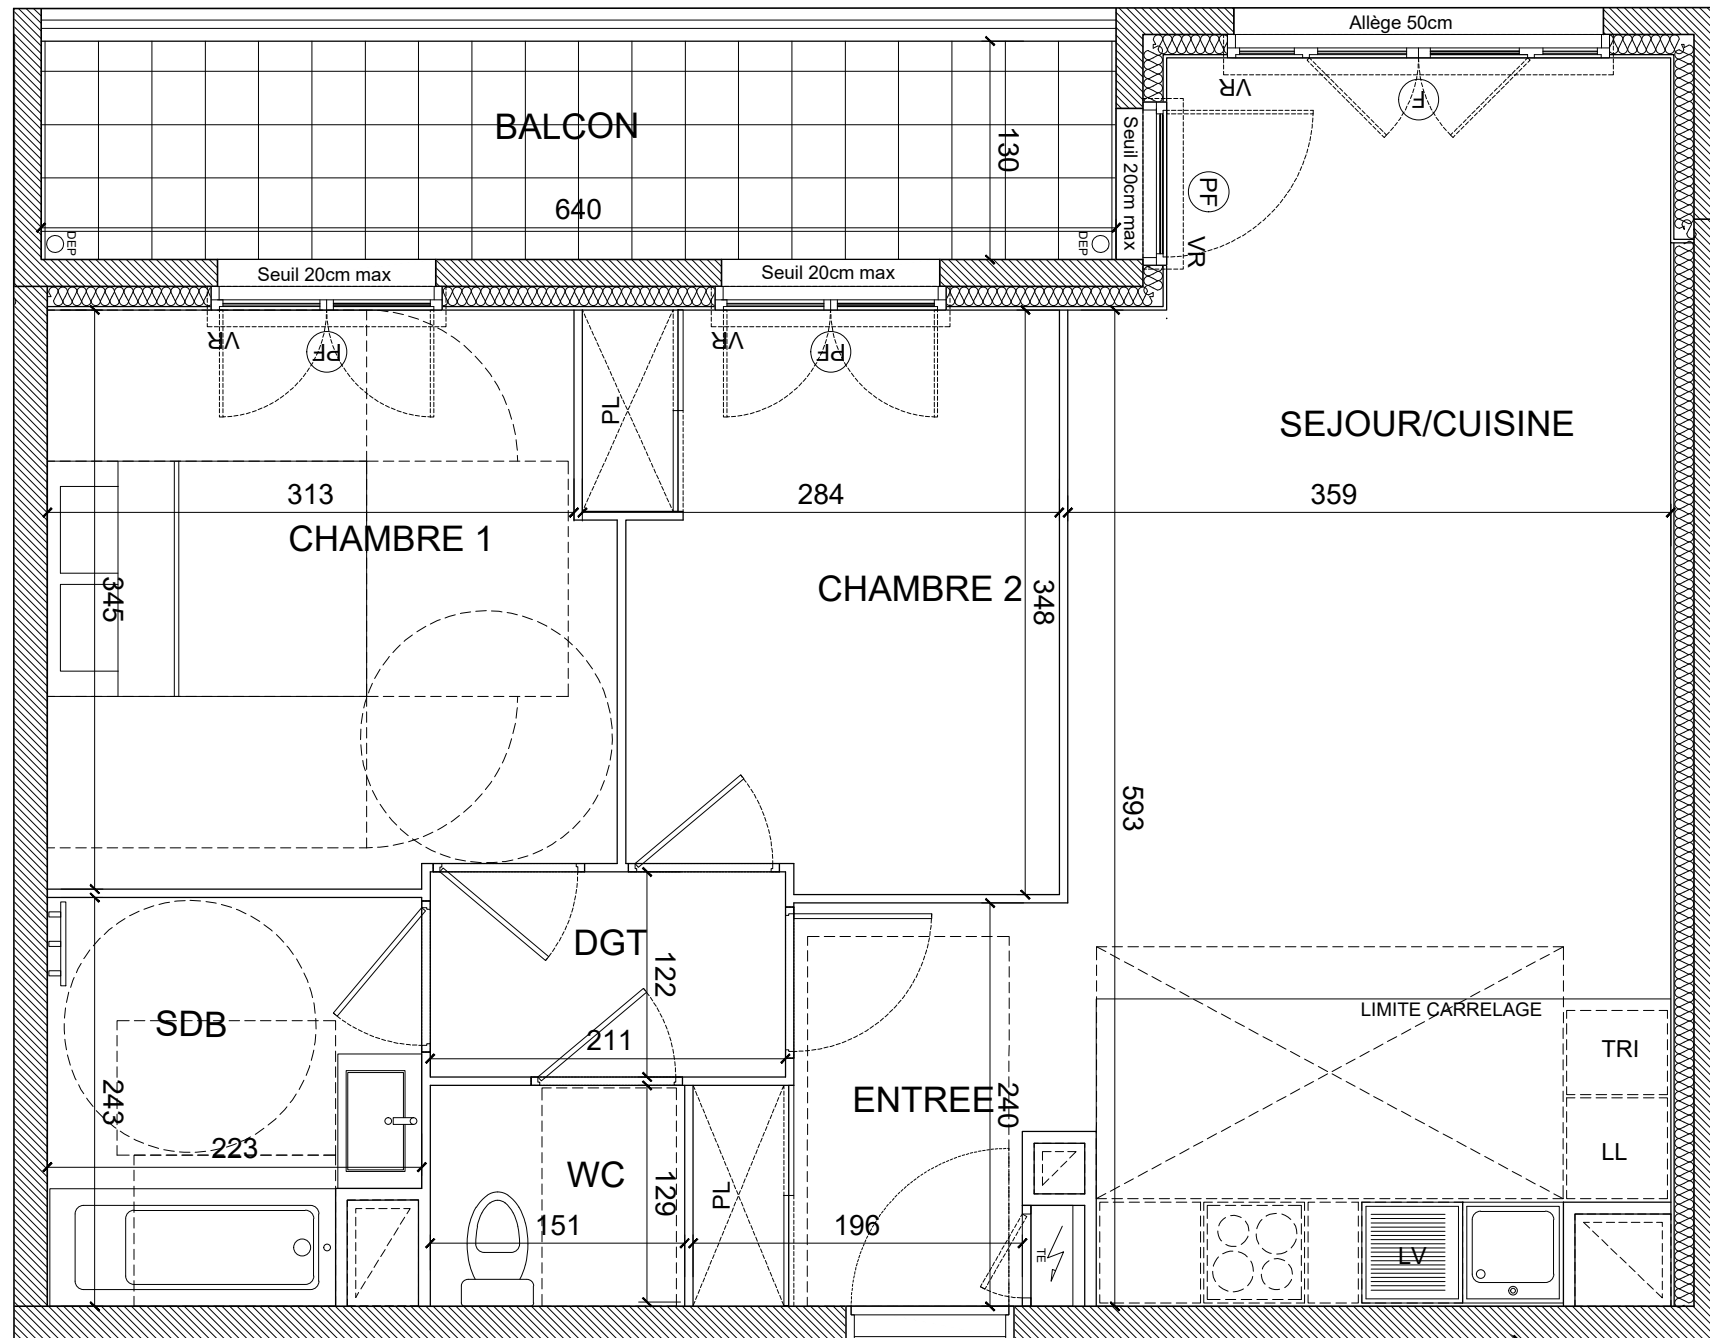 Allège 50cm
VR
F
BALCON
130
Seuil 20cm max
PF
640
VR
DEP
DEP
Seuil 20cm max
Seuil 20cm max
VR
PF
VR
PF
PL
SEJOUR/CUISINE
313
284
359
CHAMBRE 1
CHAMBRE 2
345
348
593
DGT
122
LIMITE CARRELAGE
SDB
211
TRI
ENTREE
240
243
223
LL
WC
129
PL
151
196
TE
LV